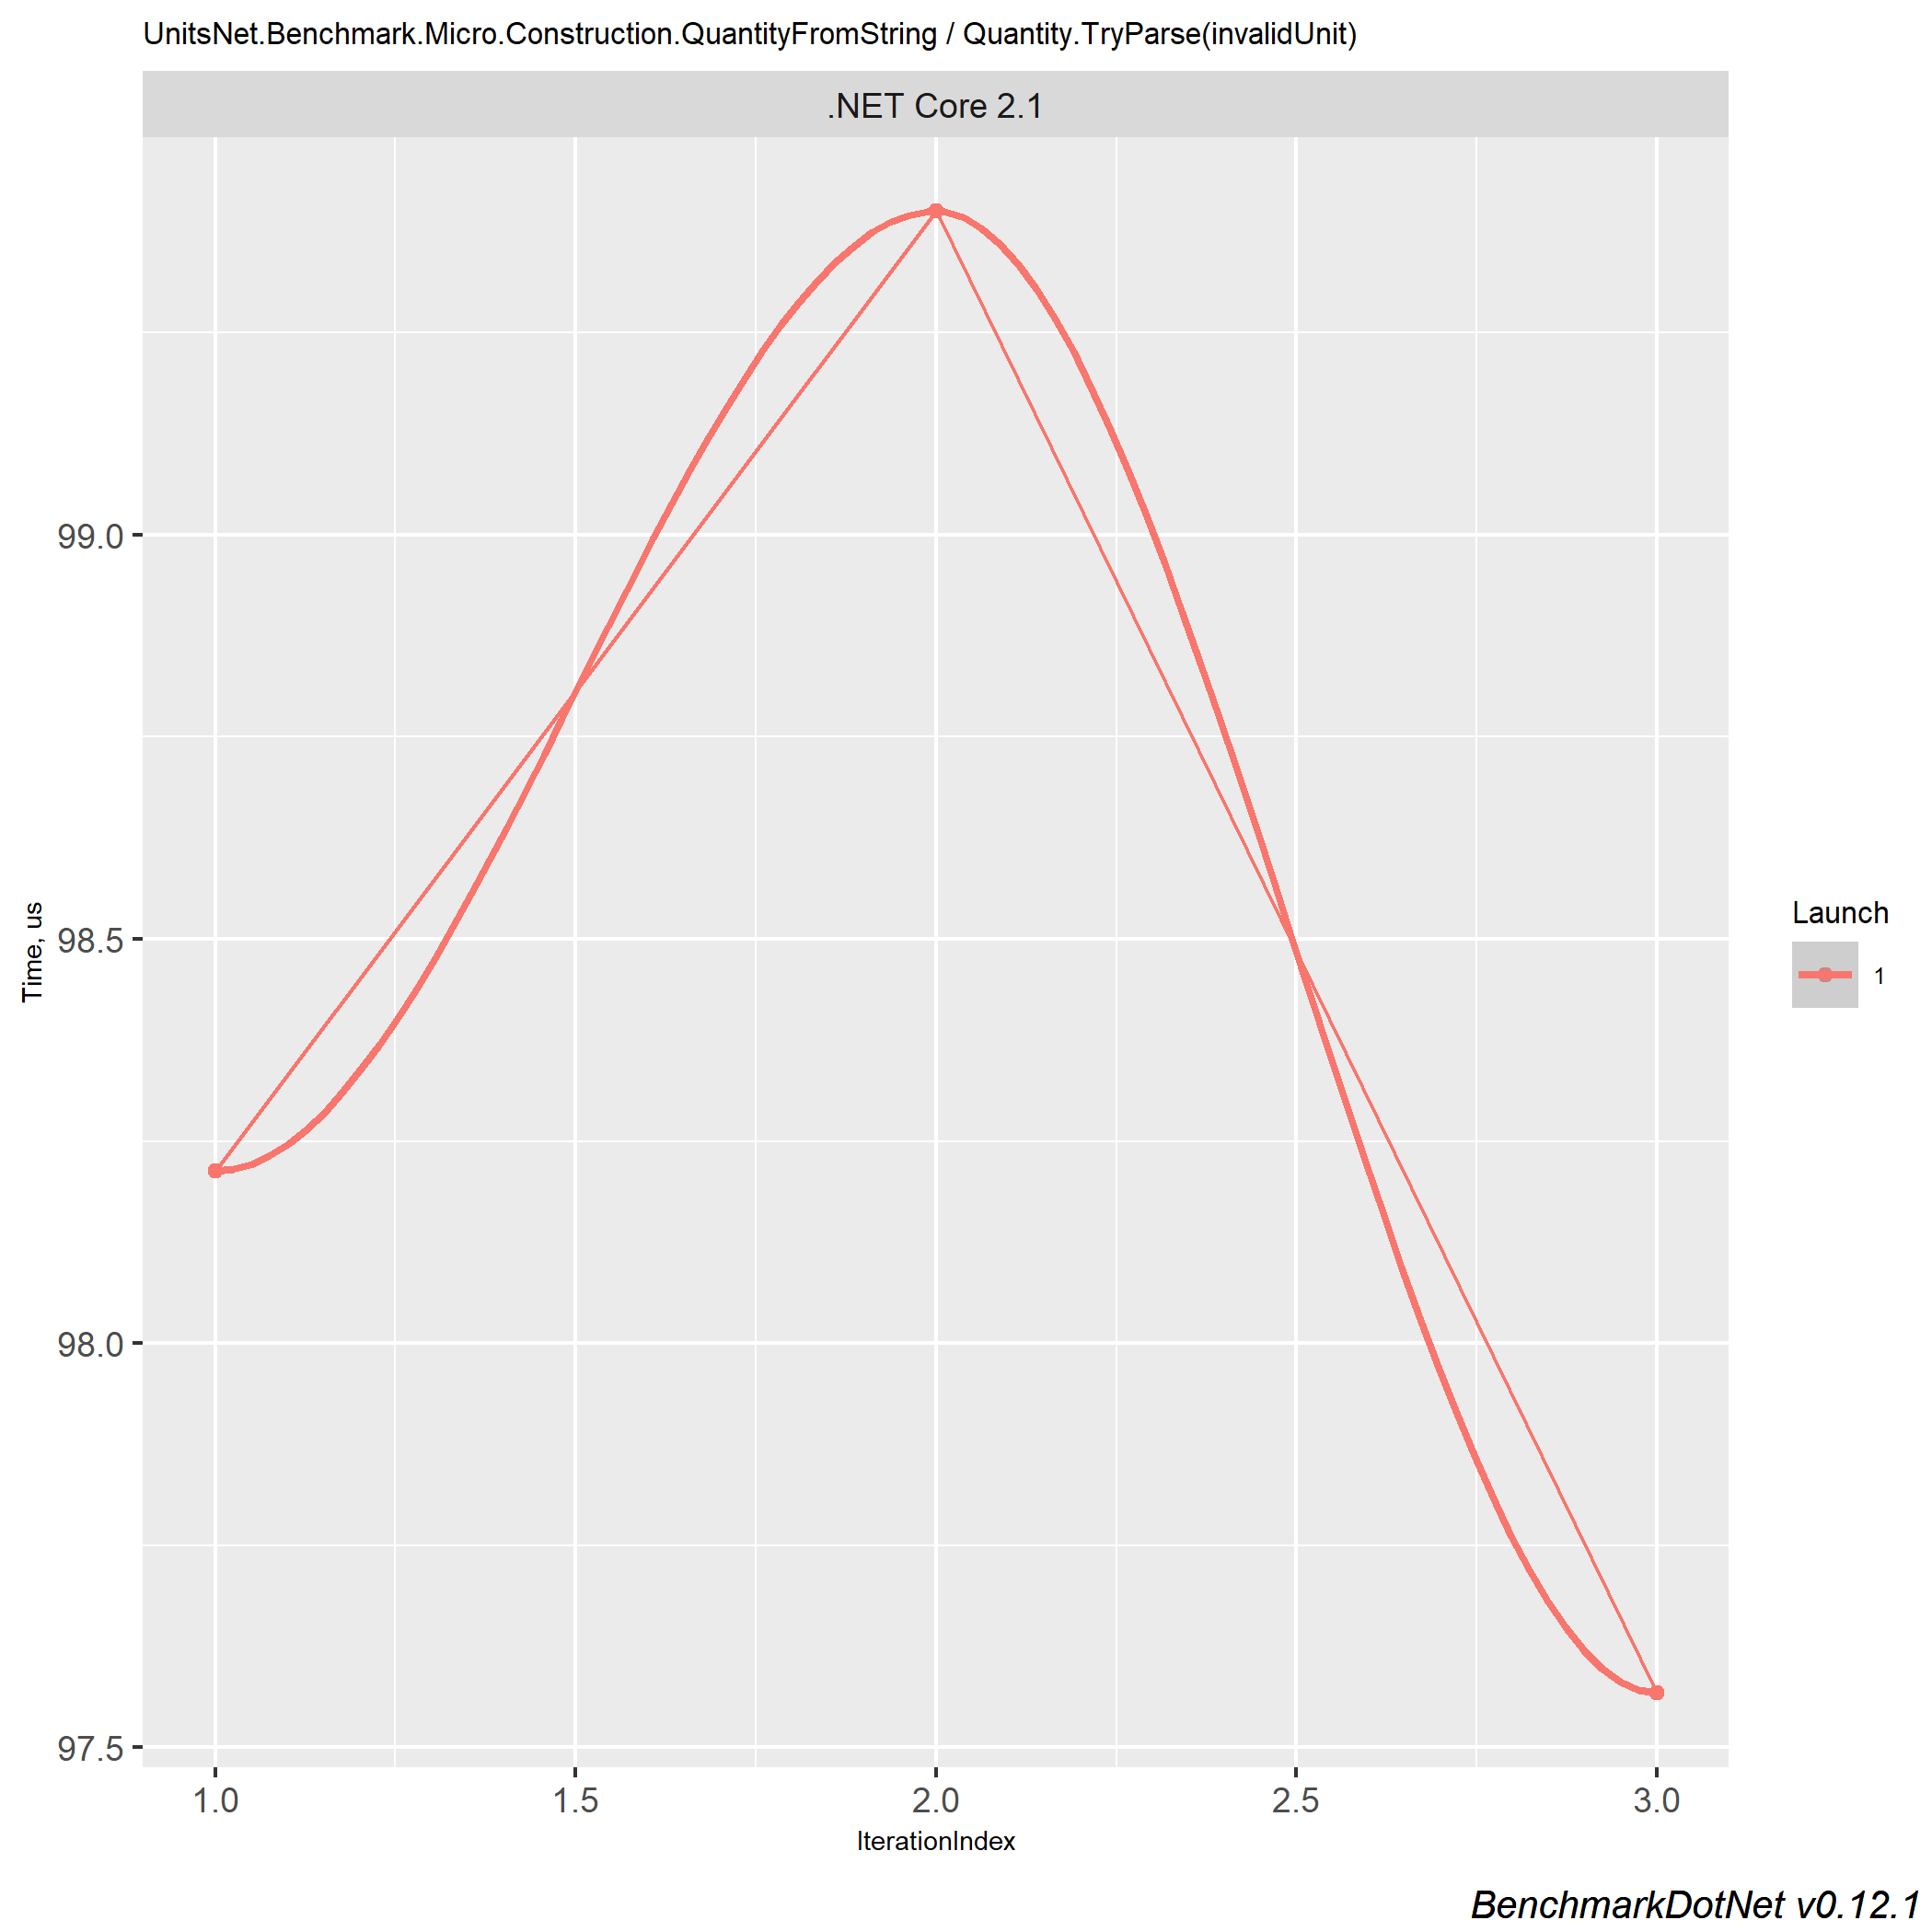 UnitsNet.Benchmark.Micro.Construction.QuantityFromString / Quantity.TryParse(invalidUnit)
.NET Core 2.1
99.0
98.5
98.0
97.5
Time, us
1.0 1.5 2.0 2.5 3.0
IterationIndex
Launch
1
BenchmarkDotNet v0.12.1